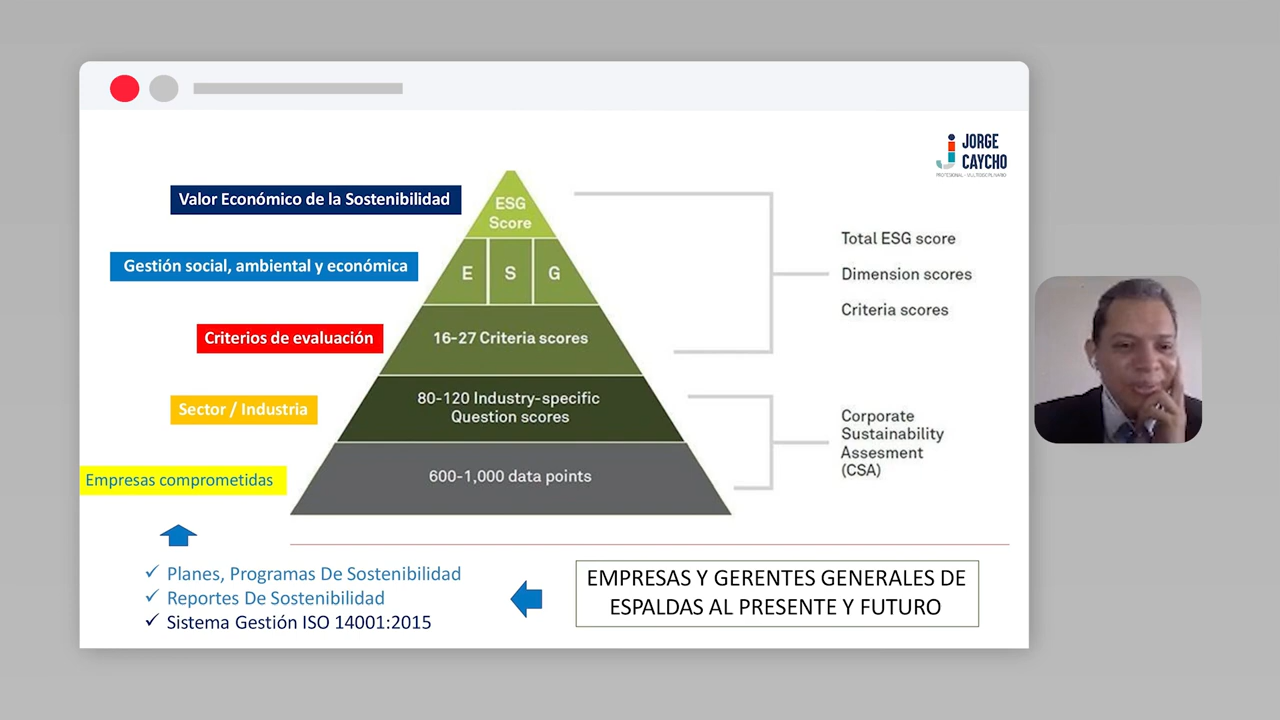 JORGE
CAYCHO
PROFESIONAL - MULTIDISCIPLINARIO
Valor Económico de la Sostenibilidad
ESG
Score
Total ESG score
Gestión social, ambiental y económica
E S G
Dimension scores
Criteria scores
Criterios de evaluación
16-27 Criteria scores
Sector / Industria
80-120 Industry-specific
Question scores
Corporate
Sustainability
Assesment
(CSA)
Empresas comprometidas
600-1,000 data points
✓ Planes, Programas De Sostenibilidad
✓ Reportes De Sostenibilidad
✓ Sistema Gestión ISO 14001:2015
EMPRESAS Y GERENTES GENERALES DE
ESPALDAS AL PRESENTE Y FUTURO